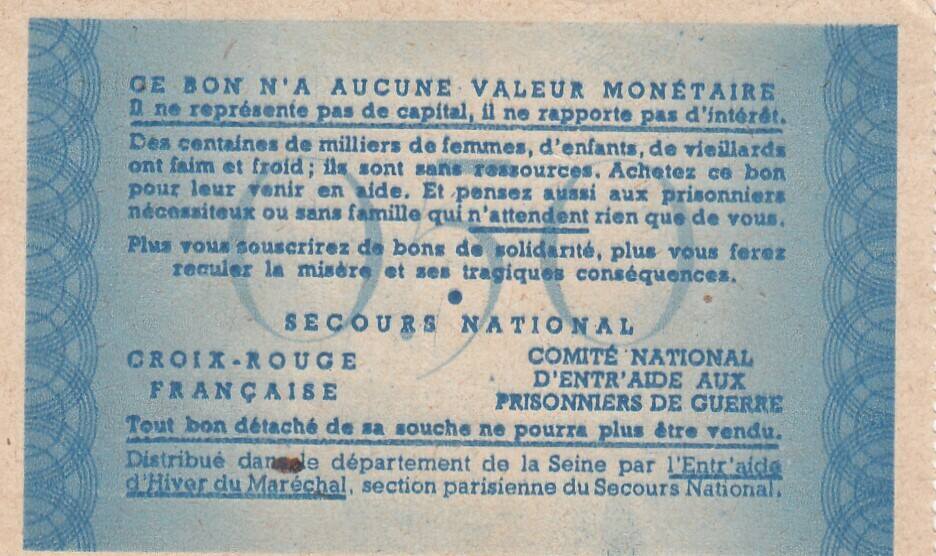 CE BON N'A AUCUNE VALEUR MONÉTAIRE
Il ne représente pas de capital, il ne rapporte pas d'intérêt.
Des centaines de milliers de femmes, d'enfants, de vieillards
ont faim et froid ; ils sont sans ressources. Achetez ce bon
pour leur venir en aide. Et pensez aussi aux prisonniers
nécessiteux ou sans famille qui n'attendent rien que de vous.
Plus vous souscrirez de bons de solidarité, plus vous ferez
reculer la misère et ses tragiques conséquences.
0,50
SECOURS NATIONAL
CROIX-ROUGE
FRANÇAISE
COMITÉ NATIONAL
D'ENTR'AIDE AUX
PRISONNIERS DE GUERRE
Tout bon détaché de sa souche ne pourra plus être vendu.
Distribué dans le département de la Seine par l'Entr'aide
d'Hiver du Maréchal, section parisienne du Secours National.